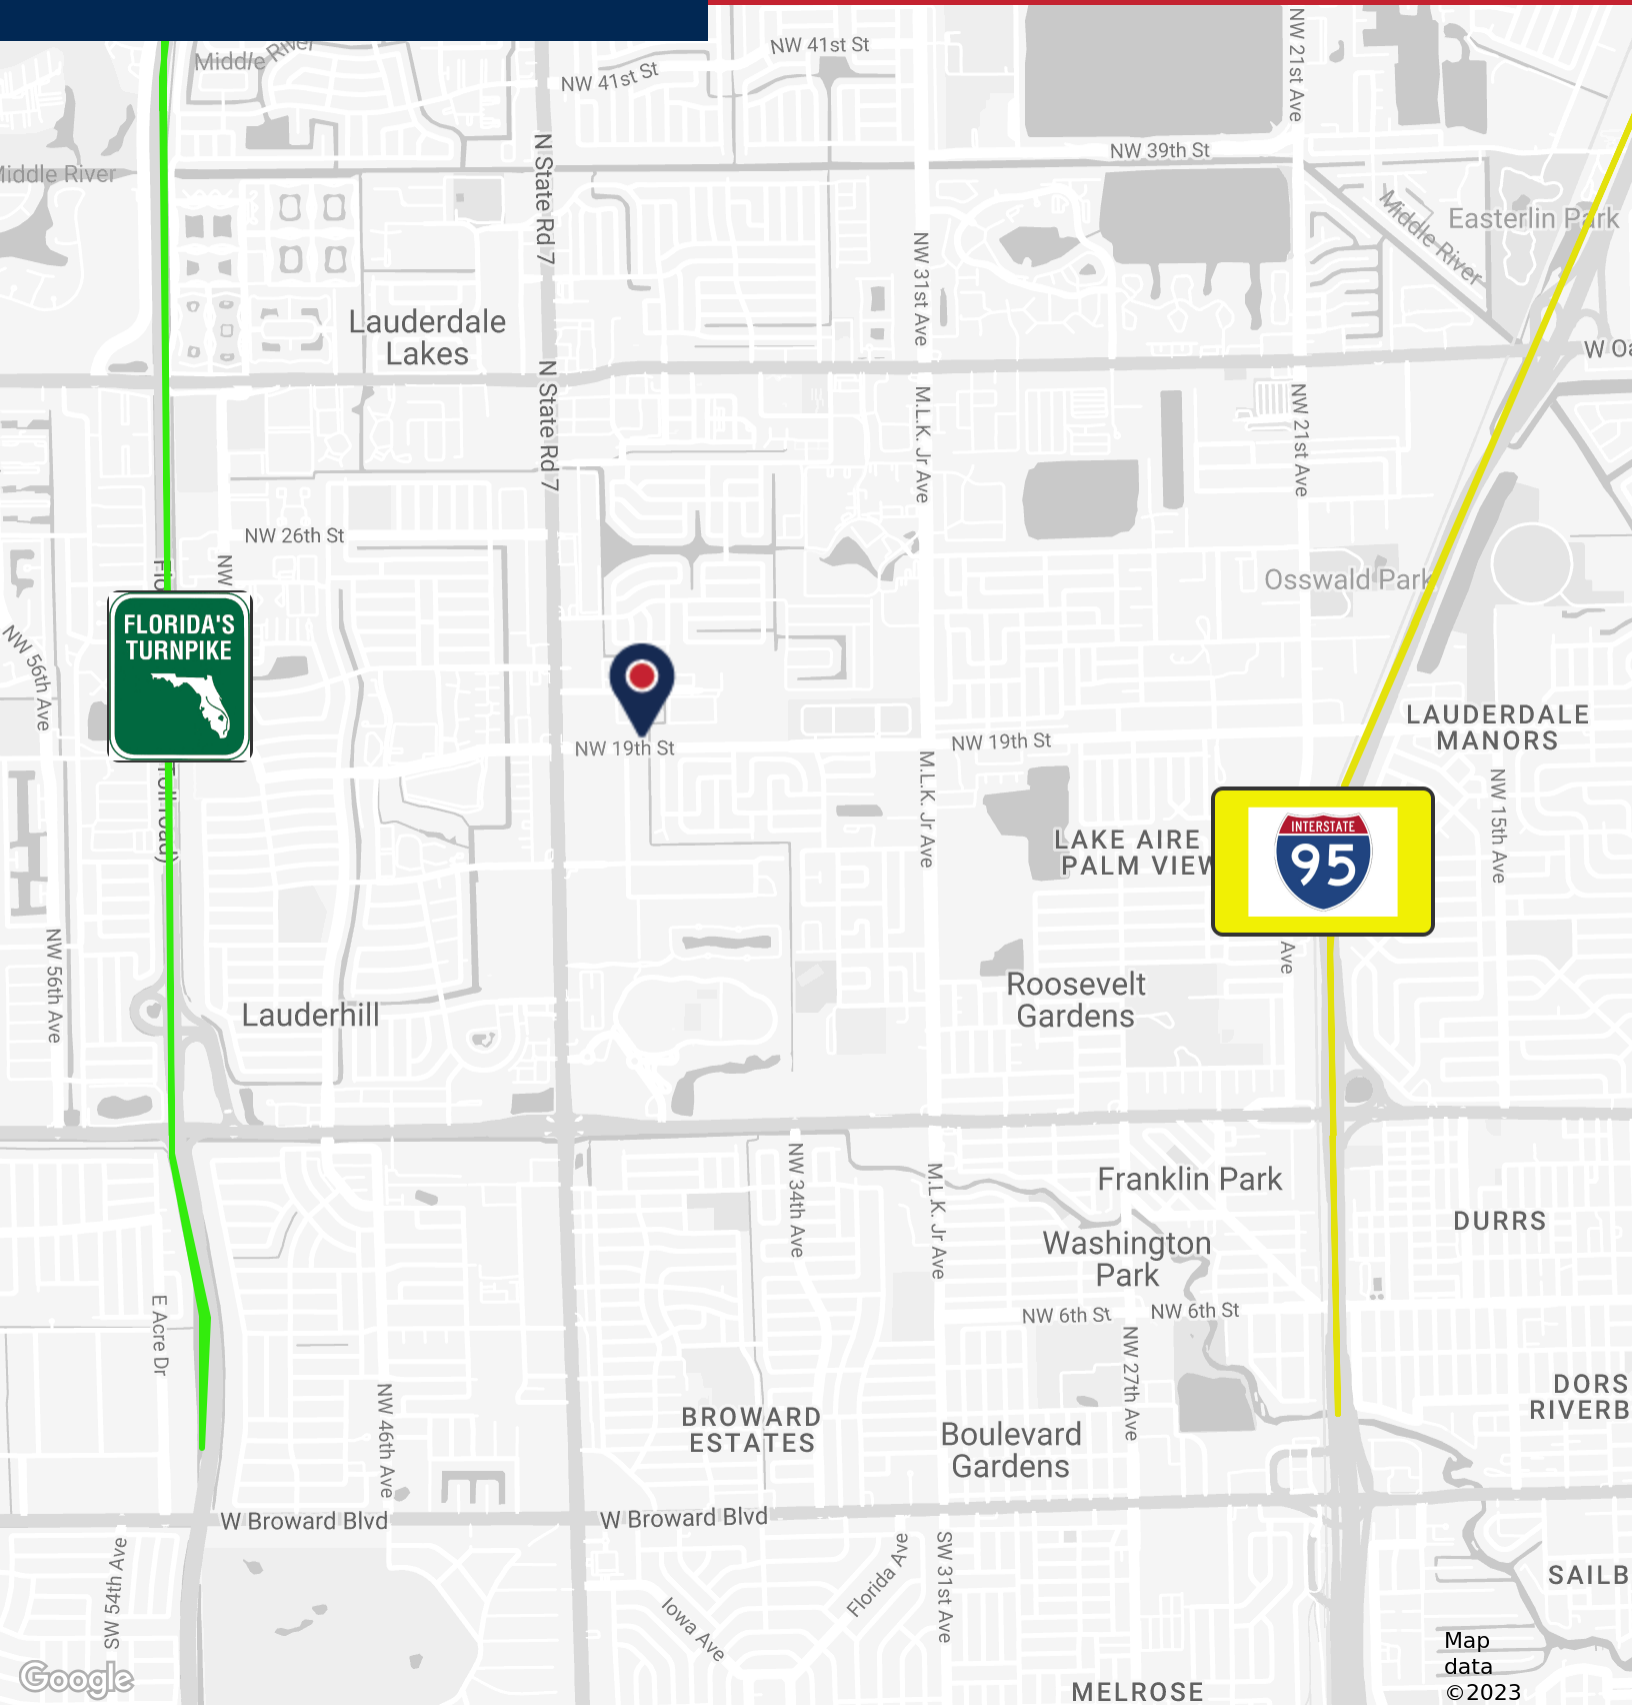 Middle River
NW 41st St
NW 41st St
NW 21st Ave
N State Rd 7
NW 39th St
Middle River
Middle River
Easterlin Park
NW 31st Ave
Lauderdale
Lakes
W Oa
N State Rd 7
M.L.K. Jr Ave
NW 21st Ave
NW 26th St
NW
Osswald Park
FLORIDA'S
TURNPIKE
NW 56th Ave
LAUDERDALE
MANORS
NW 19th St
NW 19th St
Toll road)
M.L.K. Jr Ave
NW 15th Ave
LAKE AIRE
PALM VIEW
INTERSTATE
95
NW 56th Ave
Ave
Roosevelt
Gardens
Lauderhill
NW 34th Ave
M.L.K. Jr Ave
Franklin Park
DURRS
Washington
Park
E Acre Dr
NW 6th St
NW 6th St
NW 27th Ave
NW 46th Ave
DORS
RIVERB
BROWARD
ESTATES
Boulevard
Gardens
W Broward Blvd
W Broward Blvd
SW 54th Ave
Florida Ave
SW 31st Ave
SAILB
Iowa Ave
Map
data
©2023
Google
MELROSE